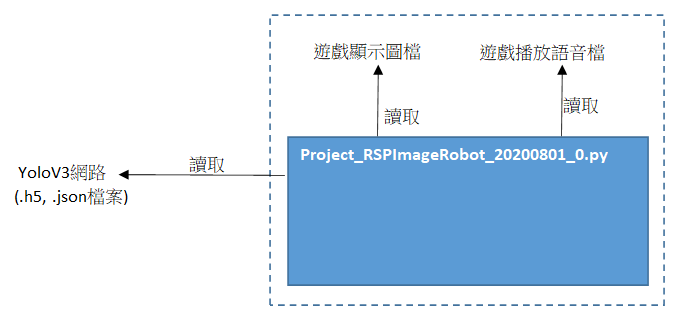 遊戲顯示圖檔
遊戲播放語音檔
讀取
讀取
Project_RSPImageRobot_20200801_0.py
讀取
YoloV3網路
(.h5, .json檔案)